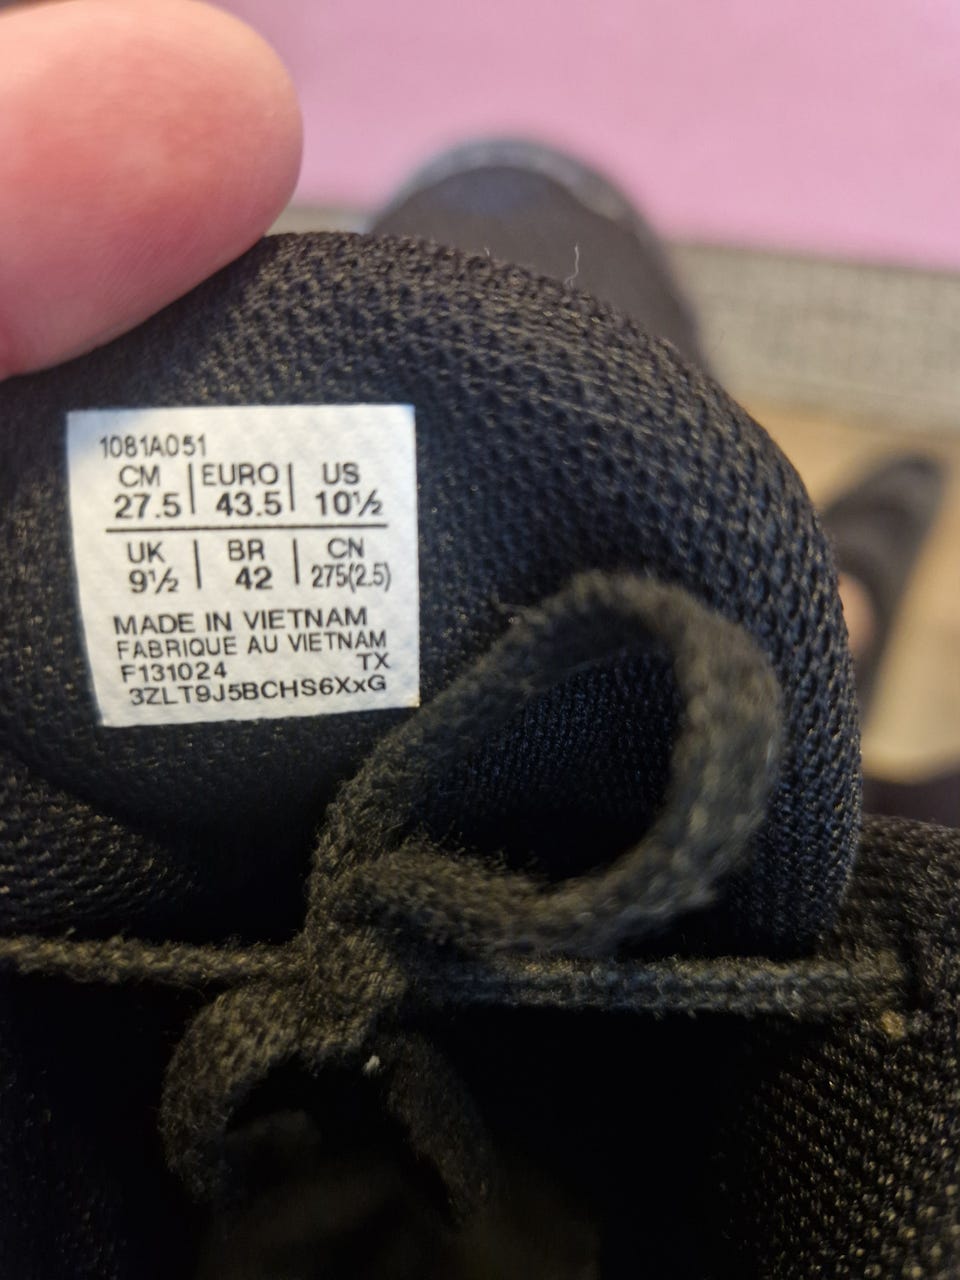 1081A051
CM | EURO | US
27.5 | 43.5 | 10½
UK | BR | CN
9½ | 42 | 275(2.5)
MADE IN VIETNAM
FABRIQUE AU VIETNAM
F131024 TX
3ZLT9J5BCHS6XxG